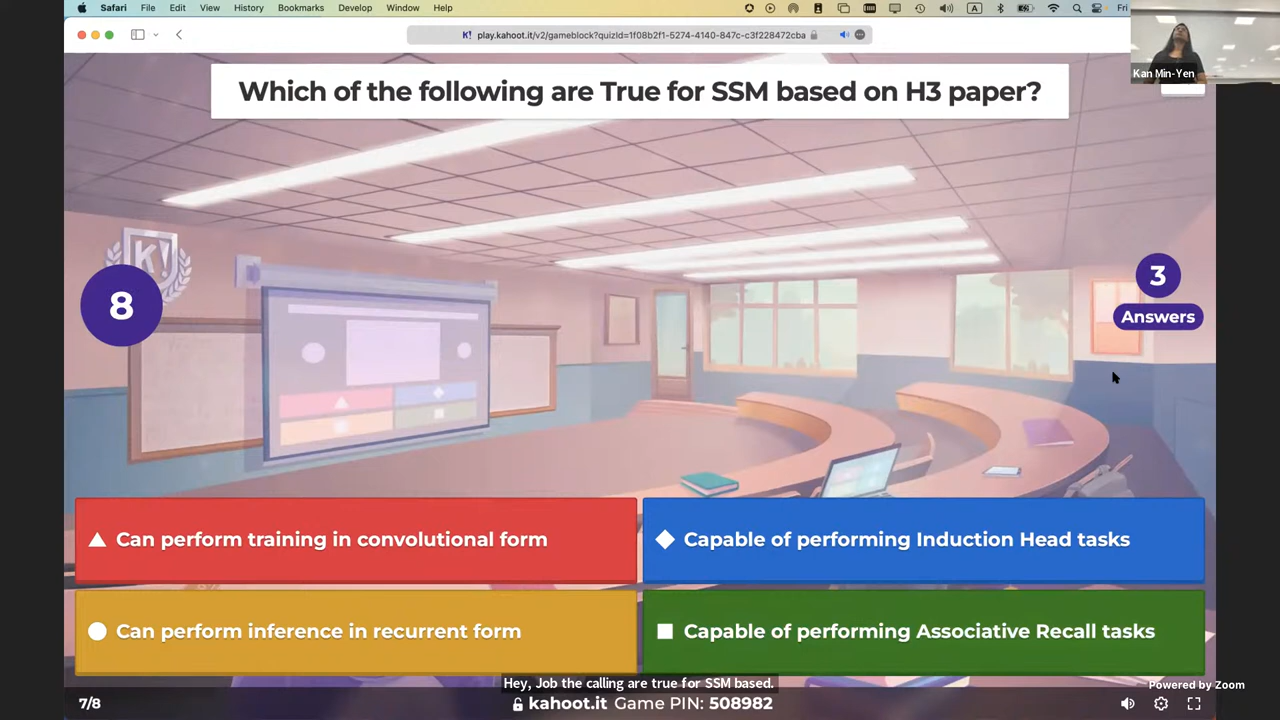 Safari File Edit View History Bookmarks Develop Window Help A Fri
K! play.kahoot.it/v2/gameblock?quizId=1f08b2f1-5274-4140-847c-c3f228472cba
Kan Min-Yen
Which of the following are True for SSM based on H3 paper?
K!
8
3
Answers
Can perform training in convolutional form
Capable of performing Induction Head tasks
Can perform inference in recurrent form
Capable of performing Associative Recall tasks
Hey, Job the calling are true for SSM based.
Powered by Zoom
7/8
kahoot.it Game PIN: 508982